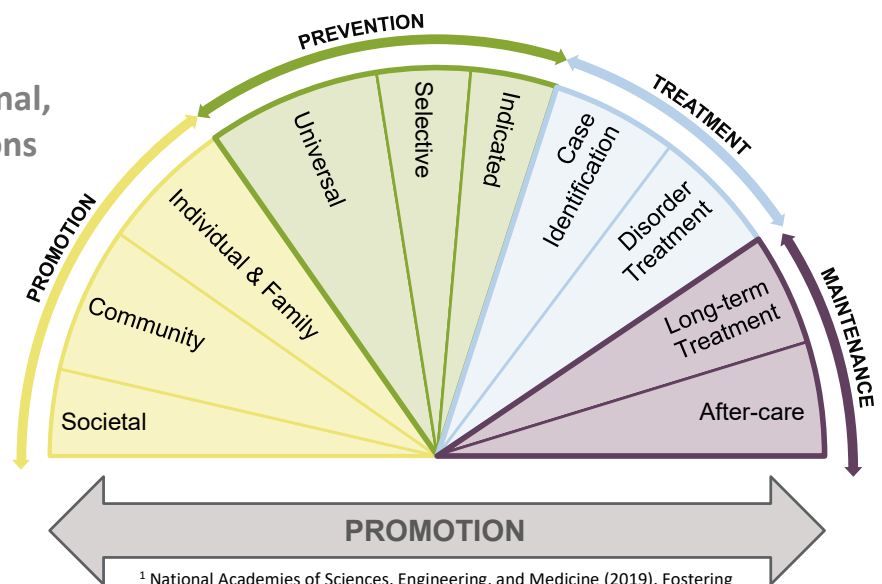 nal,
ns
PROMOTION
PREVENTION
TREATMENT
MAINTENANCE
Societal
Community
Individual & Family
Universal
Selective
Indicated
Case
Identification
Disorder
Treatment
Long-term
Treatment
After-care
PROMOTION
1 National Academies of Sciences, Engineering, and Medicine (2019). Fostering